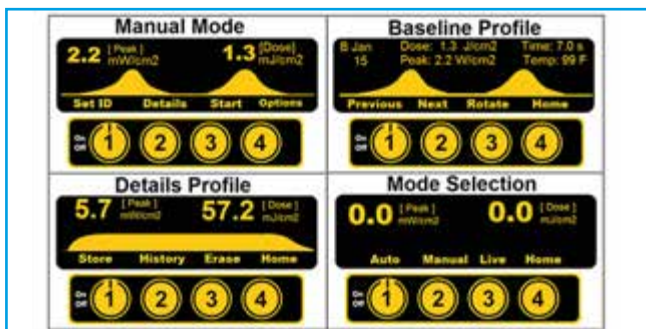 Manual Mode
2.2 [Peak] mW/cm2 1.3 [Dose] mJ/cm2
Set ID Details Start Options
On Off 1 2 3 4
Baseline Profile
8 Jan Dose: 1.3 J/cm2 Time: 7.0 s
15 Peak: 2.2 W/cm2 Temp: 99 F
Previous Next Rotate Home
On Off 1 2 3 4
Details Profile
5.7 [Peak] mW/cm2 57.2 [Dose] mJ/cm2
Store History Erase Home
On Off 1 2 3 4
Mode Selection
0.0 [Peak] mW/cm2 0.0 [Dose] mJ/cm2
Auto Manual Live Home
On Off 1 2 3 4